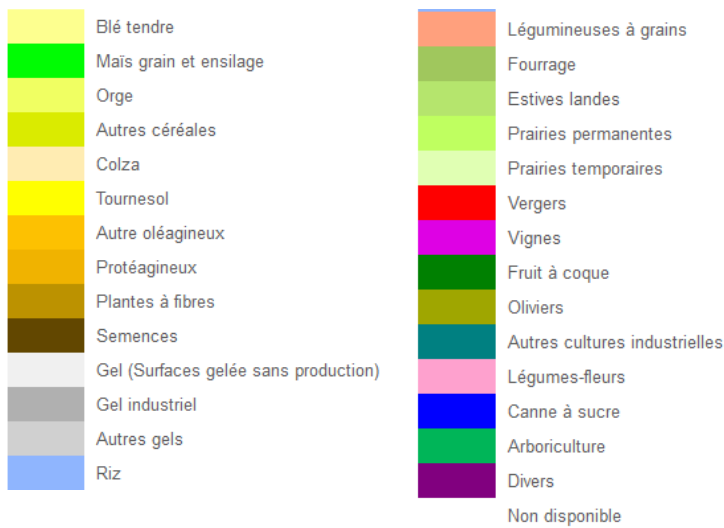 Blé tendre
Maïs grain et ensilage
Orge
Autres céréales
Colza
Tournesol
Autre oléagineux
Protéagineux
Plantes à fibres
Semences
Gel (Surfaces gelée sans production)
Gel industriel
Autres gels
Riz
Légumineuses à grains
Fourrage
Estives landes
Prairies permanentes
Prairies temporaires
Vergers
Vignes
Fruit à coque
Oliviers
Autres cultures industrielles
Légumes-fleurs
Canne à sucre
Arboriculture
Divers
Non disponible